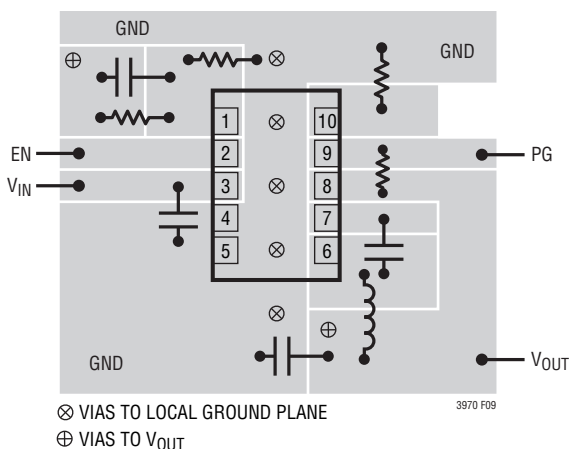 GND
GND
1
10
EN
2
9
PG
VIN
3
8
4
7
5
6
GND
VOUT
⊗ VIAS TO LOCAL GROUND PLANE
3970 F09
⊕ VIAS TO VOUT